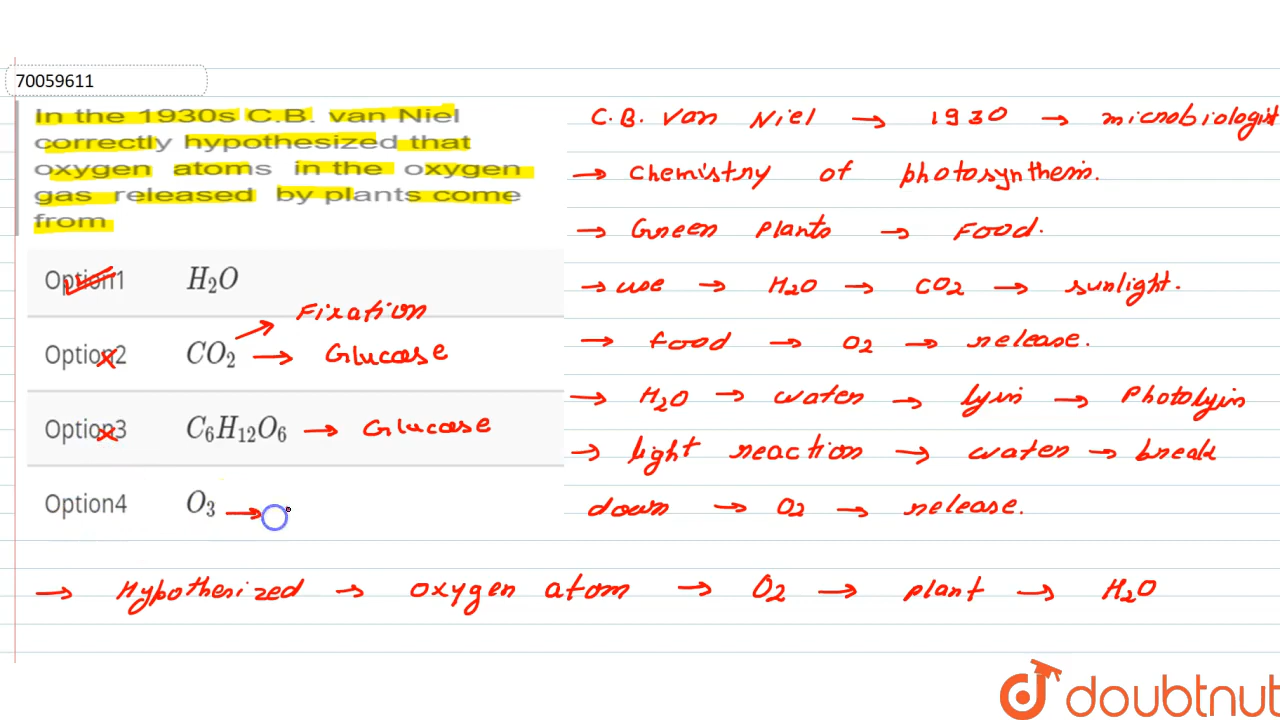 70059611
In the 1930s C.B. van Niel
correctly hypothesized that
oxygen atoms in the oxygen
gas released by plants come
from
Option1 H₂O
Fixation
Option2 CO₂ → Glucose
Option3 C₆H₁₂O₆ → Glucose
Option4 O₃ →
C.B. Van Niel → 1930 → microbiologist
→ Chemistry of photosynthesis.
→ Green Plants → Food.
→ use → H₂O → CO₂ → sunlight.
→ food → O₂ → release.
→ H₂O → water → lysis → Photolysis
→ light reaction → water → break
down → O₂ → release.
→ Hypothesized → oxygen atom → O₂ → plant → H₂O
doubtnut